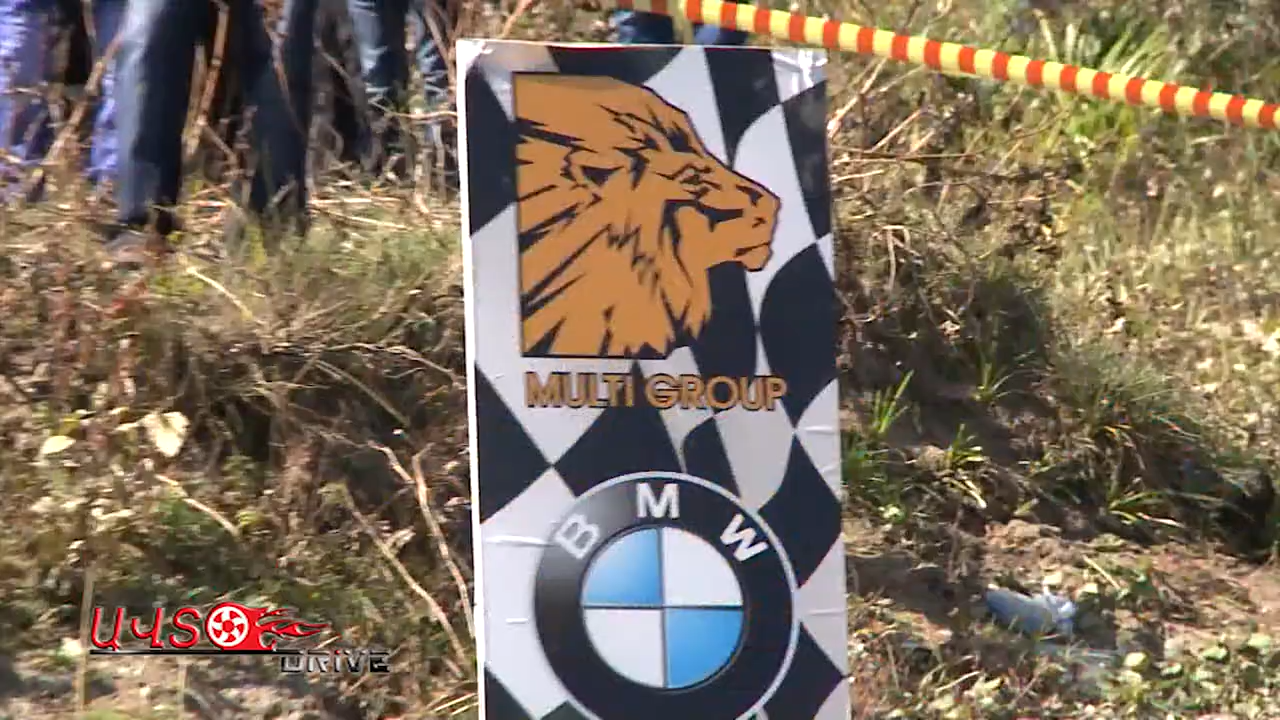 MULTI GROUP
BMW
ԱՎՏՕ
DRIVE